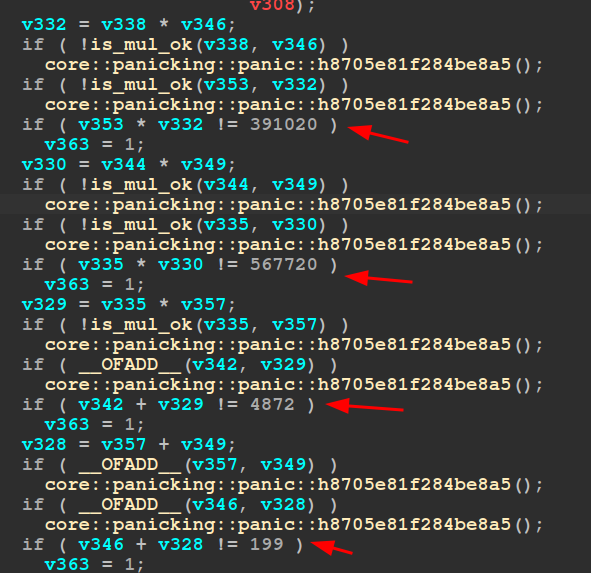 v308);
v332 = v338 * v346;
if ( !is_mul_ok(v338, v346) )
core::panicking::panic::h8705e81f284be8a5();
if ( !is_mul_ok(v353, v332) )
core::panicking::panic::h8705e81f284be8a5();
if ( v353 * v332 != 391020 )
v363 = 1;
v330 = v344 * v349;
if ( !is_mul_ok(v344, v349) )
core::panicking::panic::h8705e81f284be8a5();
if ( !is_mul_ok(v335, v330) )
core::panicking::panic::h8705e81f284be8a5();
if ( v335 * v330 != 567720 )
v363 = 1;
v329 = v335 * v357;
if ( !is_mul_ok(v335, v357) )
core::panicking::panic::h8705e81f284be8a5();
if ( __OFADD__(v342, v329) )
core::panicking::panic::h8705e81f284be8a5();
if ( v342 + v329 != 4872 )
v363 = 1;
v328 = v357 + v349;
if ( __OFADD__(v357, v349) )
core::panicking::panic::h8705e81f284be8a5();
if ( __OFADD__(v346, v328) )
core::panicking::panic::h8705e81f284be8a5();
if ( v346 + v328 != 199 )
v363 = 1;